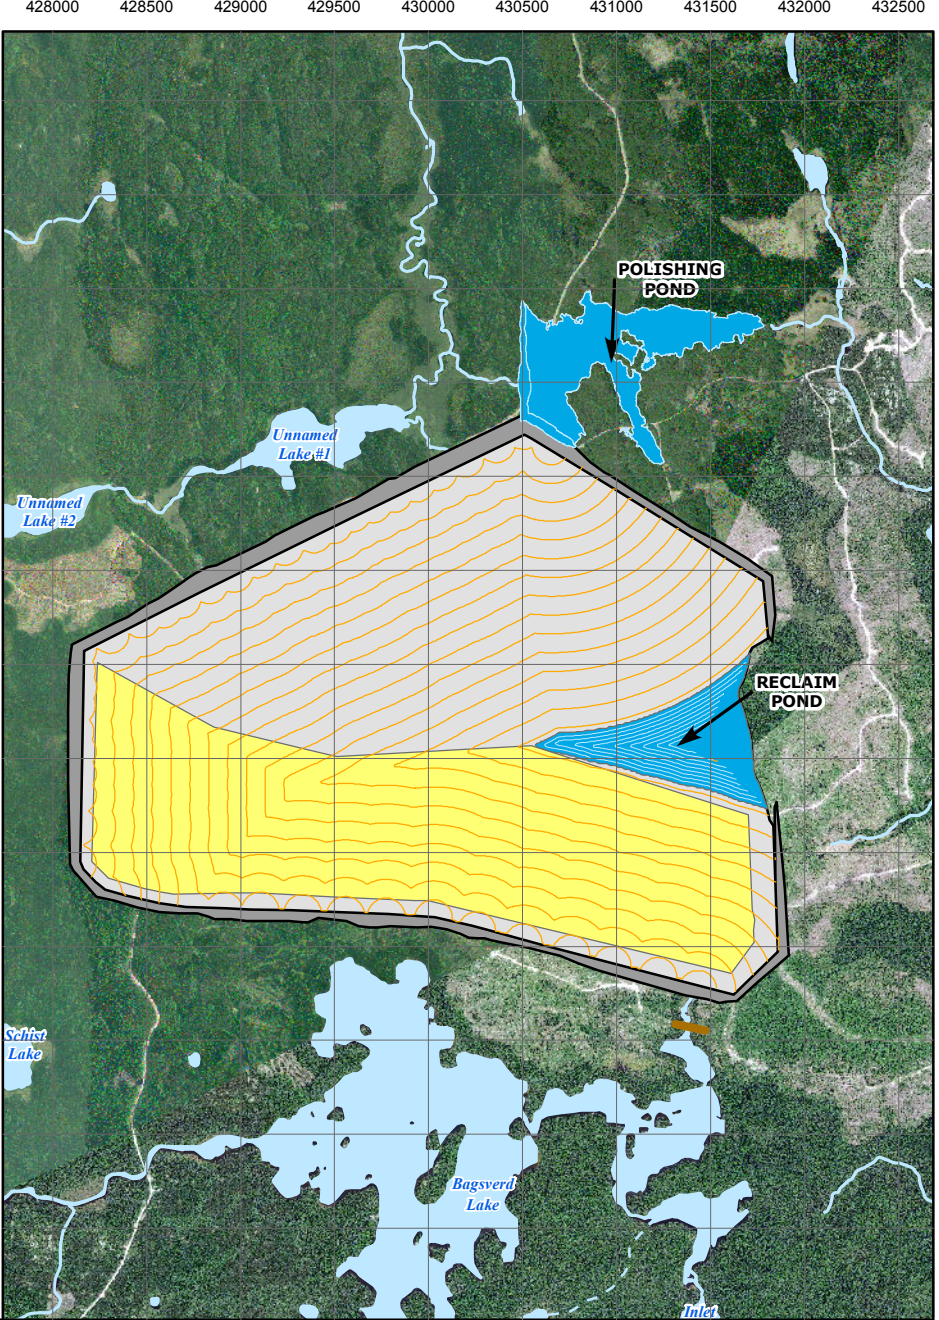 428000 428500 429000 429500 430000 430500 431000 431500 432000 432500
POLISHING
POND
Unnamed
Lake #1
Unnamed
Lake #2
RECLAIM
POND
Schist
Lake
Bagsverd
Lake
Inlet